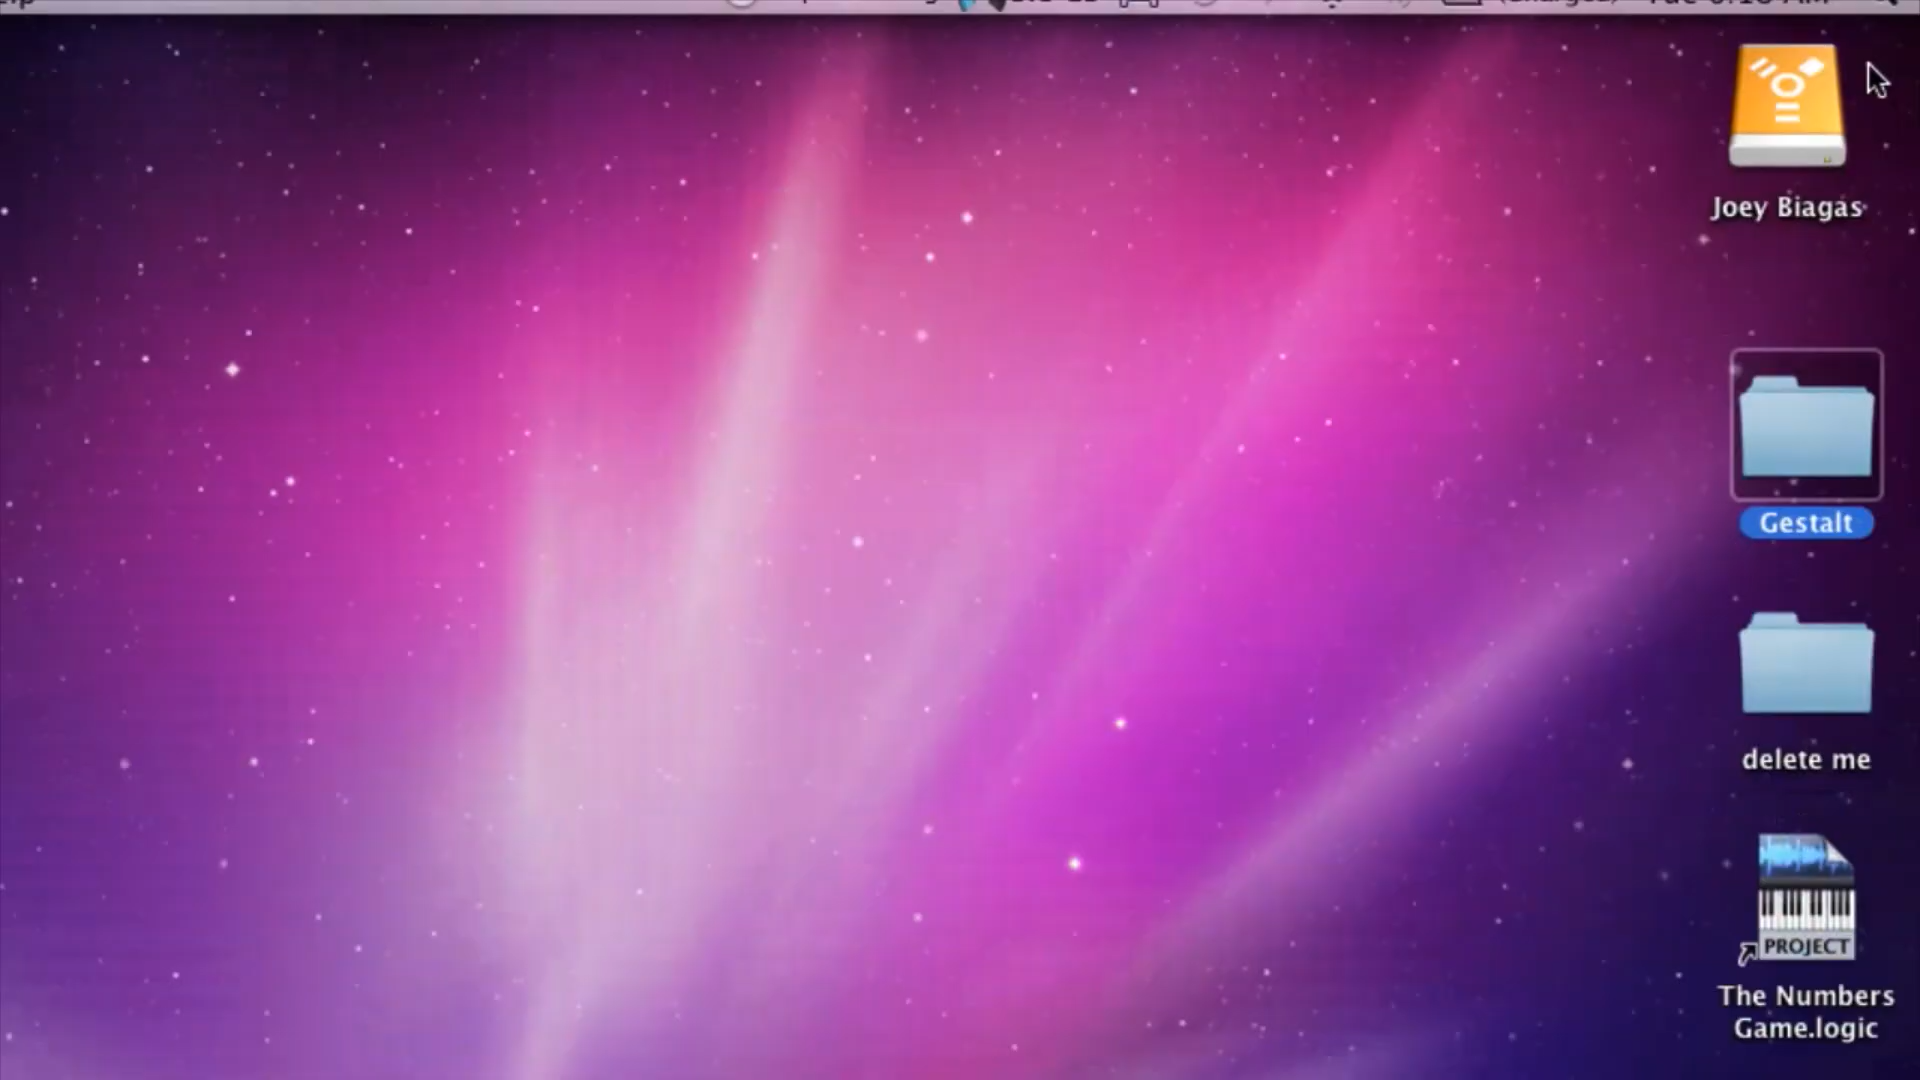 Joey Biagas
Gestalt
delete me
PROJECT
The Numbers
Game.logic